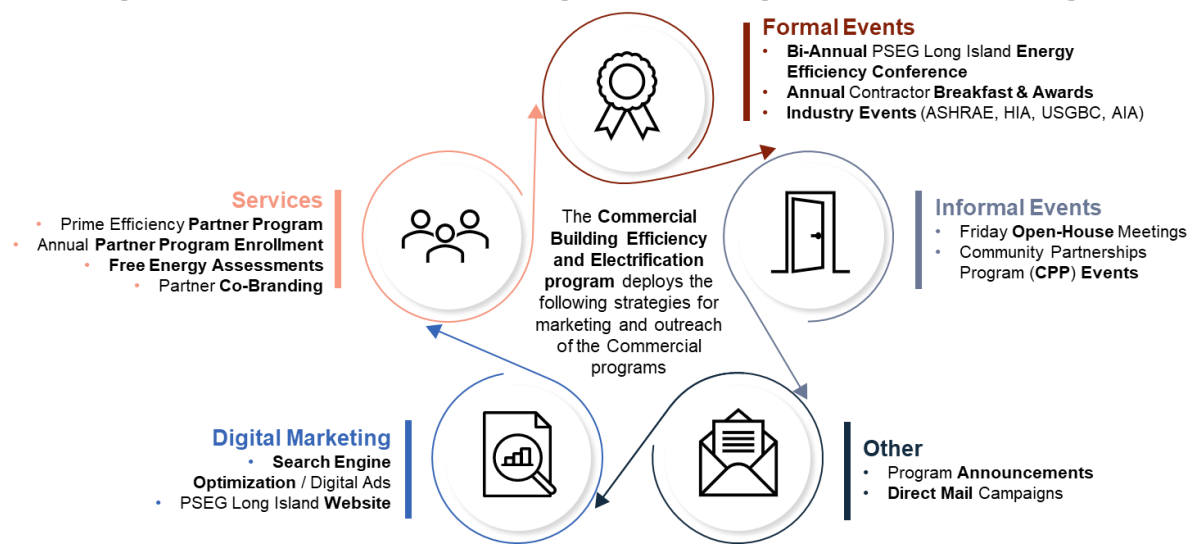 Formal Events
• Bi-Annual PSEG Long Island Energy
Efficiency Conference
• Annual Contractor Breakfast & Awards
• Industry Events (ASHRAE, HIA, USGBC, AIA)
Services
• Prime Efficiency Partner Program
• Annual Partner Program Enrollment
• Free Energy Assessments
• Partner Co-Branding
The Commercial
Building Efficiency
and Electrification
program deploys the
following strategies for
marketing and outreach
of the Commercial
programs
Informal Events
• Friday Open-House Meetings
• Community Partnerships
Program (CPP) Events
Digital Marketing
• Search Engine
Optimization / Digital Ads
• PSEG Long Island Website
Other
• Program Announcements
• Direct Mail Campaigns